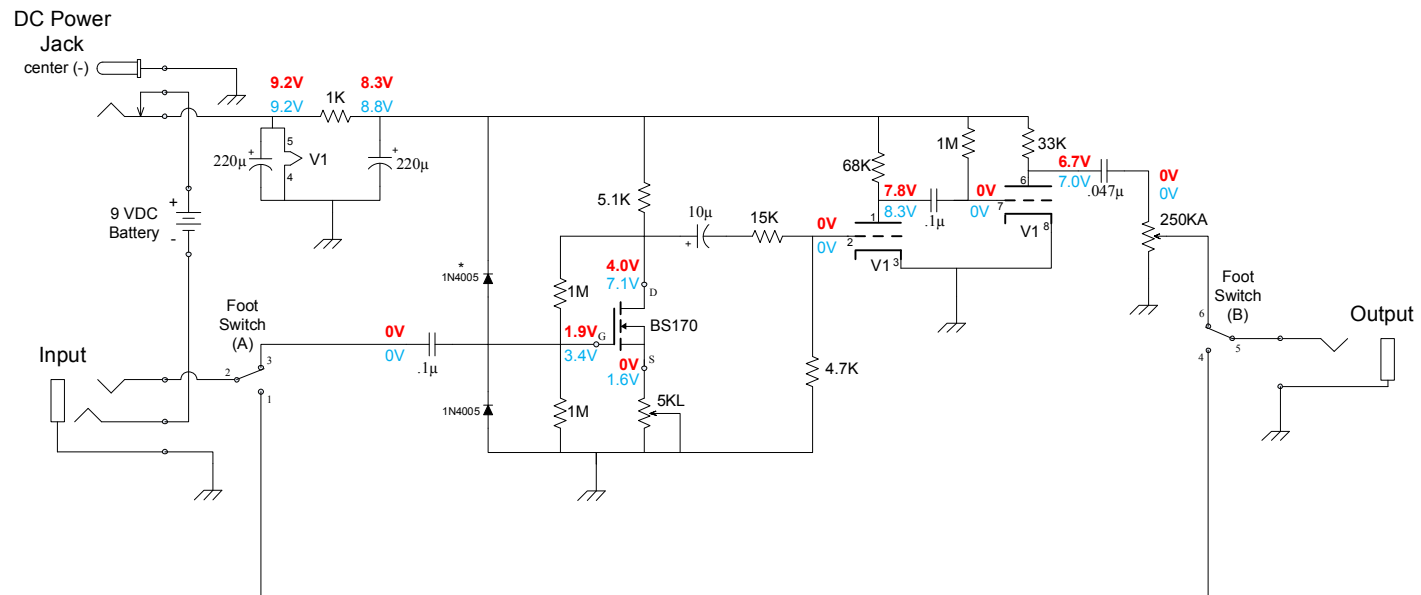 DC Power
Jack
center (-)
9.2V
9.2V
1K
8.3V
8.8V
220µ
+
5
4
V1
+
220µ
5.1K
68K
1M
33K
7.8V
8.3V
.1µ
0V
0V
6.7V
7.0V
.047µ
0V
0V
6
7
8
V1
250KA
+
-
9 VDC
Battery
10µ
+
15K
0V
0V
1
2
3
V1
*
1N4005
1M
4.0V
7.1V
D
BS170
Foot
Switch
(A)
0V
0V
.1µ
1.9V
3.4V
G
0V
1.6V
S
4.7K
Foot
Switch
(B)
6
5
4
Output
Input
2
3
1
1N4005
1M
5KL